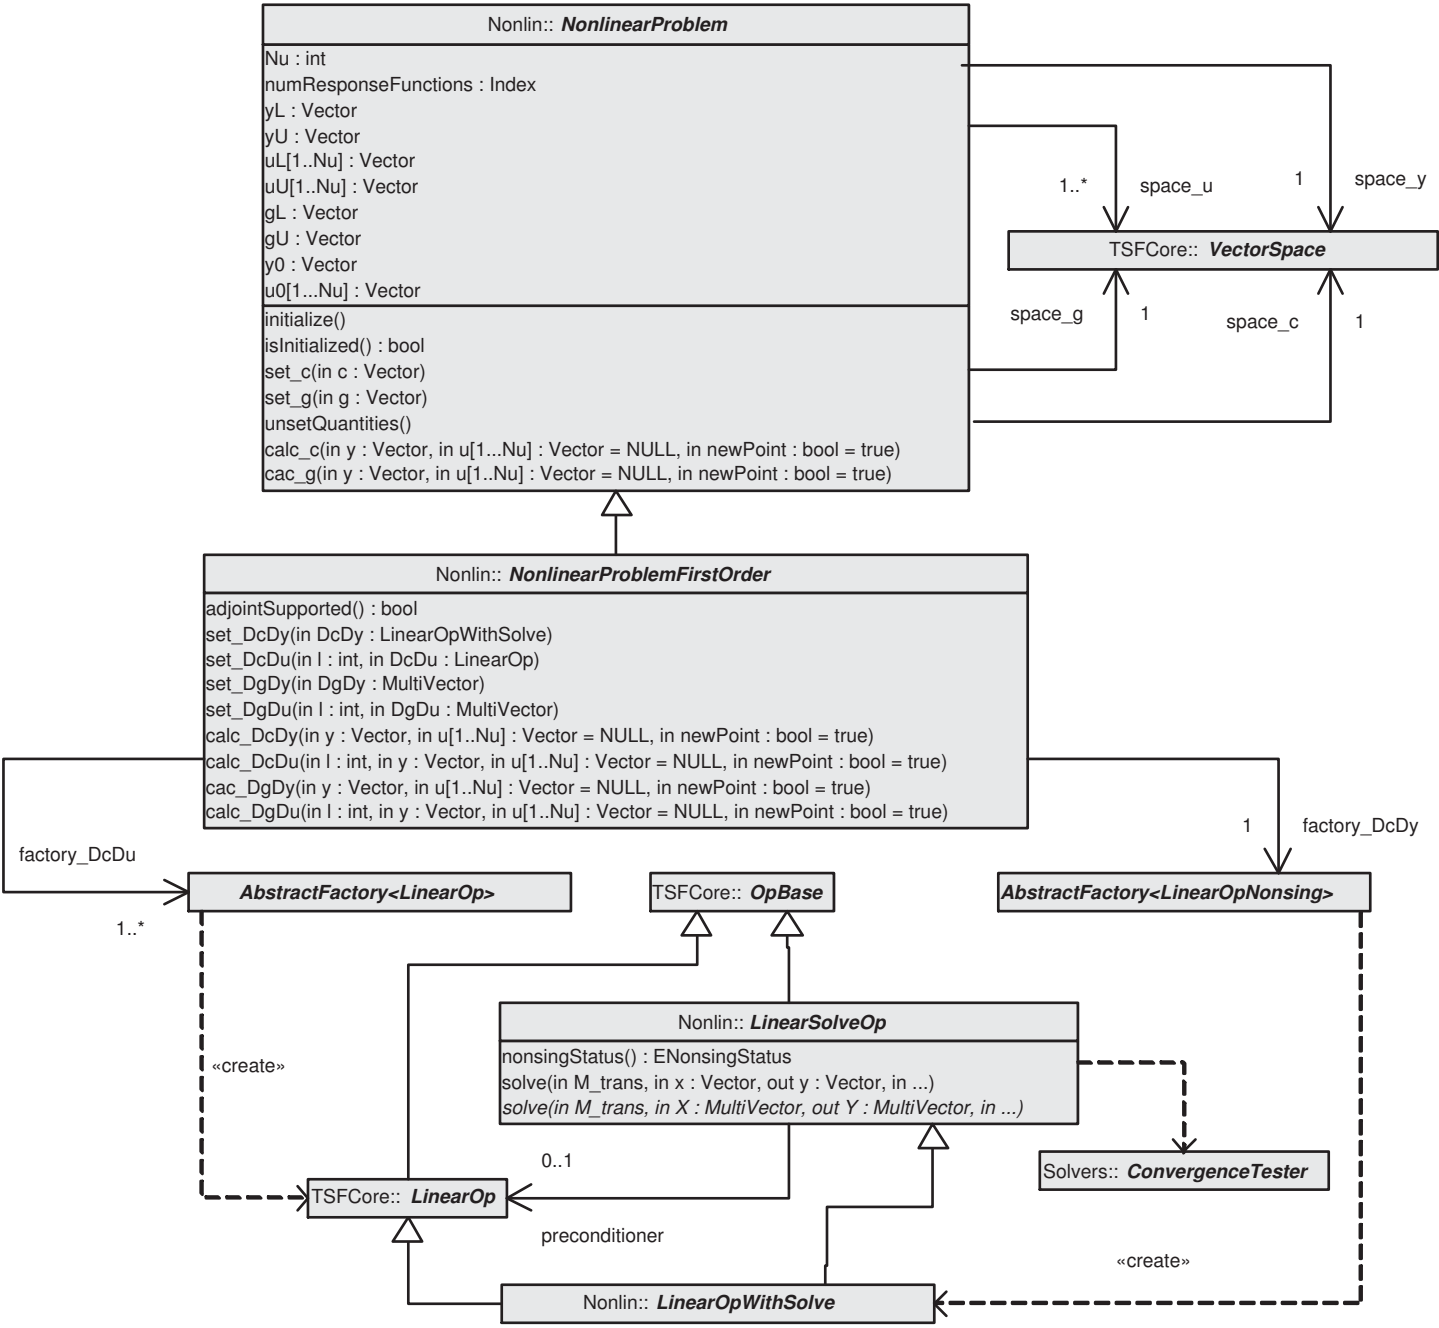 Nonlin:: NonlinearProblem
Nu : int
numResponseFunctions : Index
yL : Vector
yU : Vector
uL[1..Nu] : Vector
uU[1..Nu] : Vector
gL : Vector
gU : Vector
y0 : Vector
u0[1...Nu] : Vector
initialize()
isInitialized() : bool
set_c(in c : Vector)
set_g(in g : Vector)
unsetQuantities()
calc_c(in y : Vector, in u[1...Nu] : Vector = NULL, in newPoint : bool = true)
cac_g(in y : Vector, in u[1..Nu] : Vector = NULL, in newPoint : bool = true)
1..*
space_u
1
space_y
TSFCore:: VectorSpace
space_g
1
space_c
1
Nonlin:: NonlinearProblemFirstOrder
adjointSupported() : bool
set_DcDy(in DcDy : LinearOpWithSolve)
set_DcDu(in l : int, in DcDu : LinearOp)
set_DgDy(in DgDy : MultiVector)
set_DgDu(in l : int, in DgDu : MultiVector)
calc_DcDy(in y : Vector, in u[1..Nu] : Vector = NULL, in newPoint : bool = true)
calc_DcDu(in l : int, in y : Vector, in u[1..Nu] : Vector = NULL, in newPoint : bool = true)
cac_DgDy(in y : Vector, in u[1..Nu] : Vector = NULL, in newPoint : bool = true)
calc_DgDu(in l : int, in y : Vector, in u[1..Nu] : Vector = NULL, in newPoint : bool = true)
factory_DcDu
1..*
1
factory_DcDy
AbstractFactory<LinearOp>
TSFCore:: OpBase
AbstractFactory<LinearOpNonsing>
«create»
Nonlin:: LinearSolveOp
nonsingStatus() : ENonsingStatus
solve(in M_trans, in x : Vector, out y : Vector, in ...)
solve(in M_trans, in X : MultiVector, out Y : MultiVector, in ...)
0..1
Solvers:: ConvergenceTester
TSFCore:: LinearOp
preconditioner
«create»
Nonlin:: LinearOpWithSolve